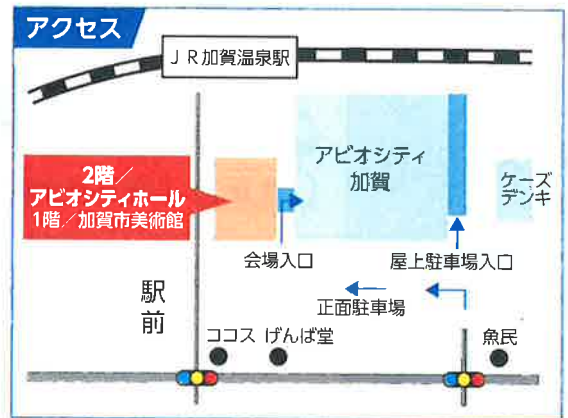 アクセス
JR加賀温泉駅
2階/
アビオシティホール
1階/加賀市美術館
アビオシティ
加賀
ケーズ
デンキ
会場入口
屋上駐車場入口
正面駐車場
駅
前
ココス
げんば堂
魚民